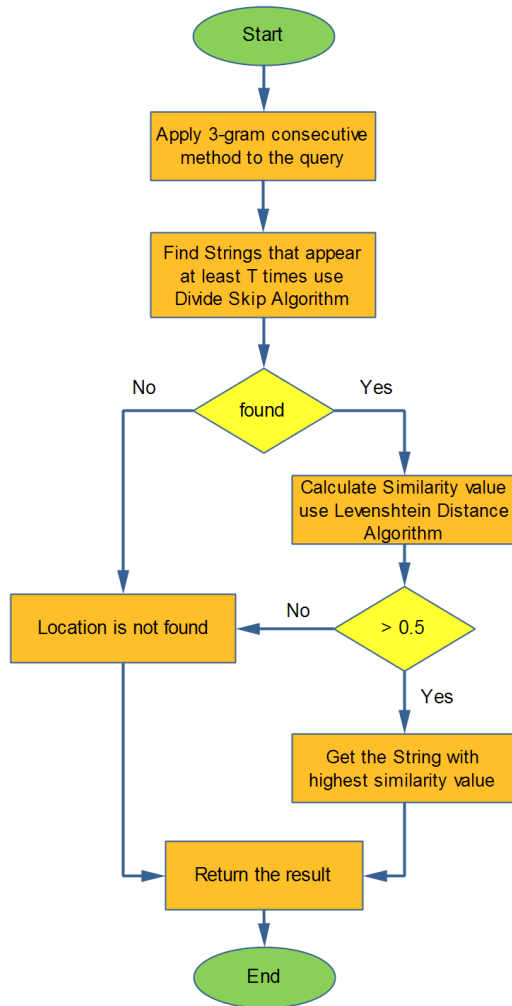 Start
Apply 3-gram consecutive
method to the query
Find Strings that appear
at least T times use
Divide Skip Algorithm
No
Yes
found
Calculate Similarity value
use Levenshtein Distance
Algorithm
Location is not found
No
> 0.5
Yes
Get the String with
highest similarity value
Return the result
End